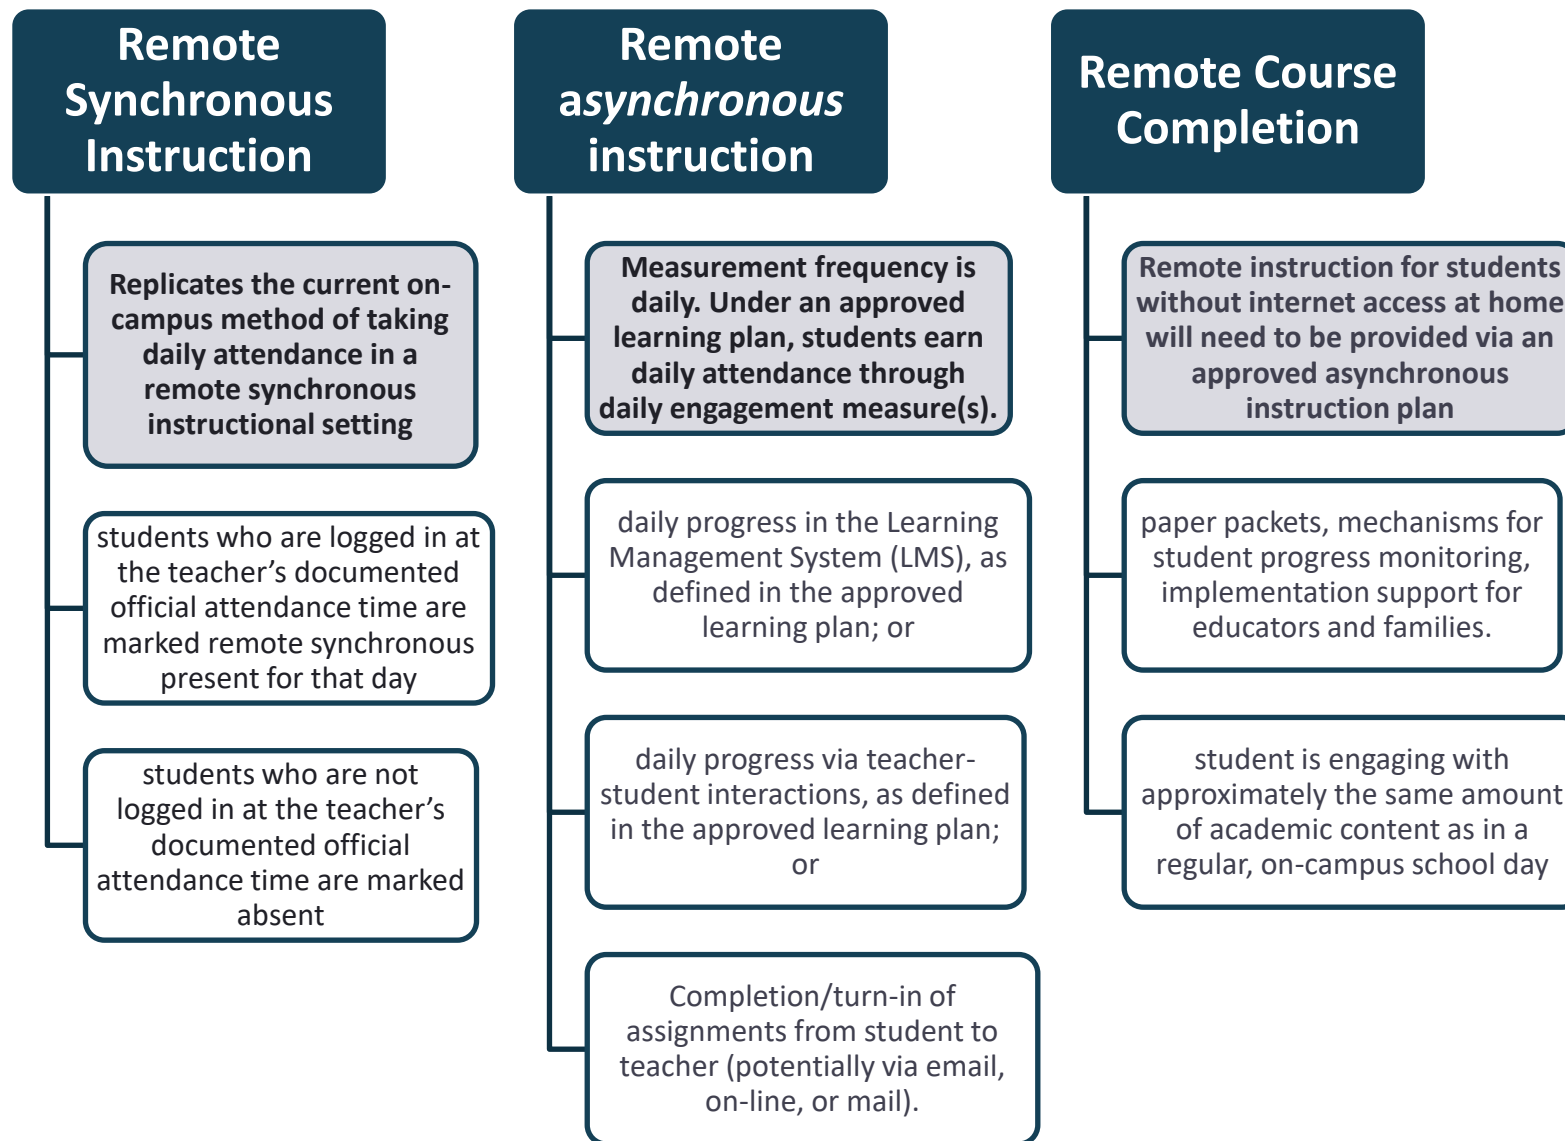 Remote
Synchronous
Instruction
Replicates the current on-
campus method of taking
daily attendance in a
remote synchronous
instructional setting
students who are logged in at
the teacher’s documented
official attendance time are
marked remote synchronous
present for that day
students who are not
logged in at the teacher’s
documented official
attendance time are marked
absent
Remote
asynchronous
instruction
Measurement frequency is
daily. Under an approved
learning plan, students earn
daily attendance through
daily engagement measure(s).
daily progress in the Learning
Management System (LMS), as
defined in the approved
learning plan; or
daily progress via teacher-
student interactions, as defined
in the approved learning plan;
or
Completion/turn-in of
assignments from student to
teacher (potentially via email,
on-line, or mail).
Remote Course
Completion
Remote instruction for students
without internet access at home
will need to be provided via an
approved asynchronous
instruction plan
paper packets, mechanisms for
student progress monitoring,
implementation support for
educators and families.
student is engaging with
approximately the same amount
of academic content as in a
regular, on-campus school day